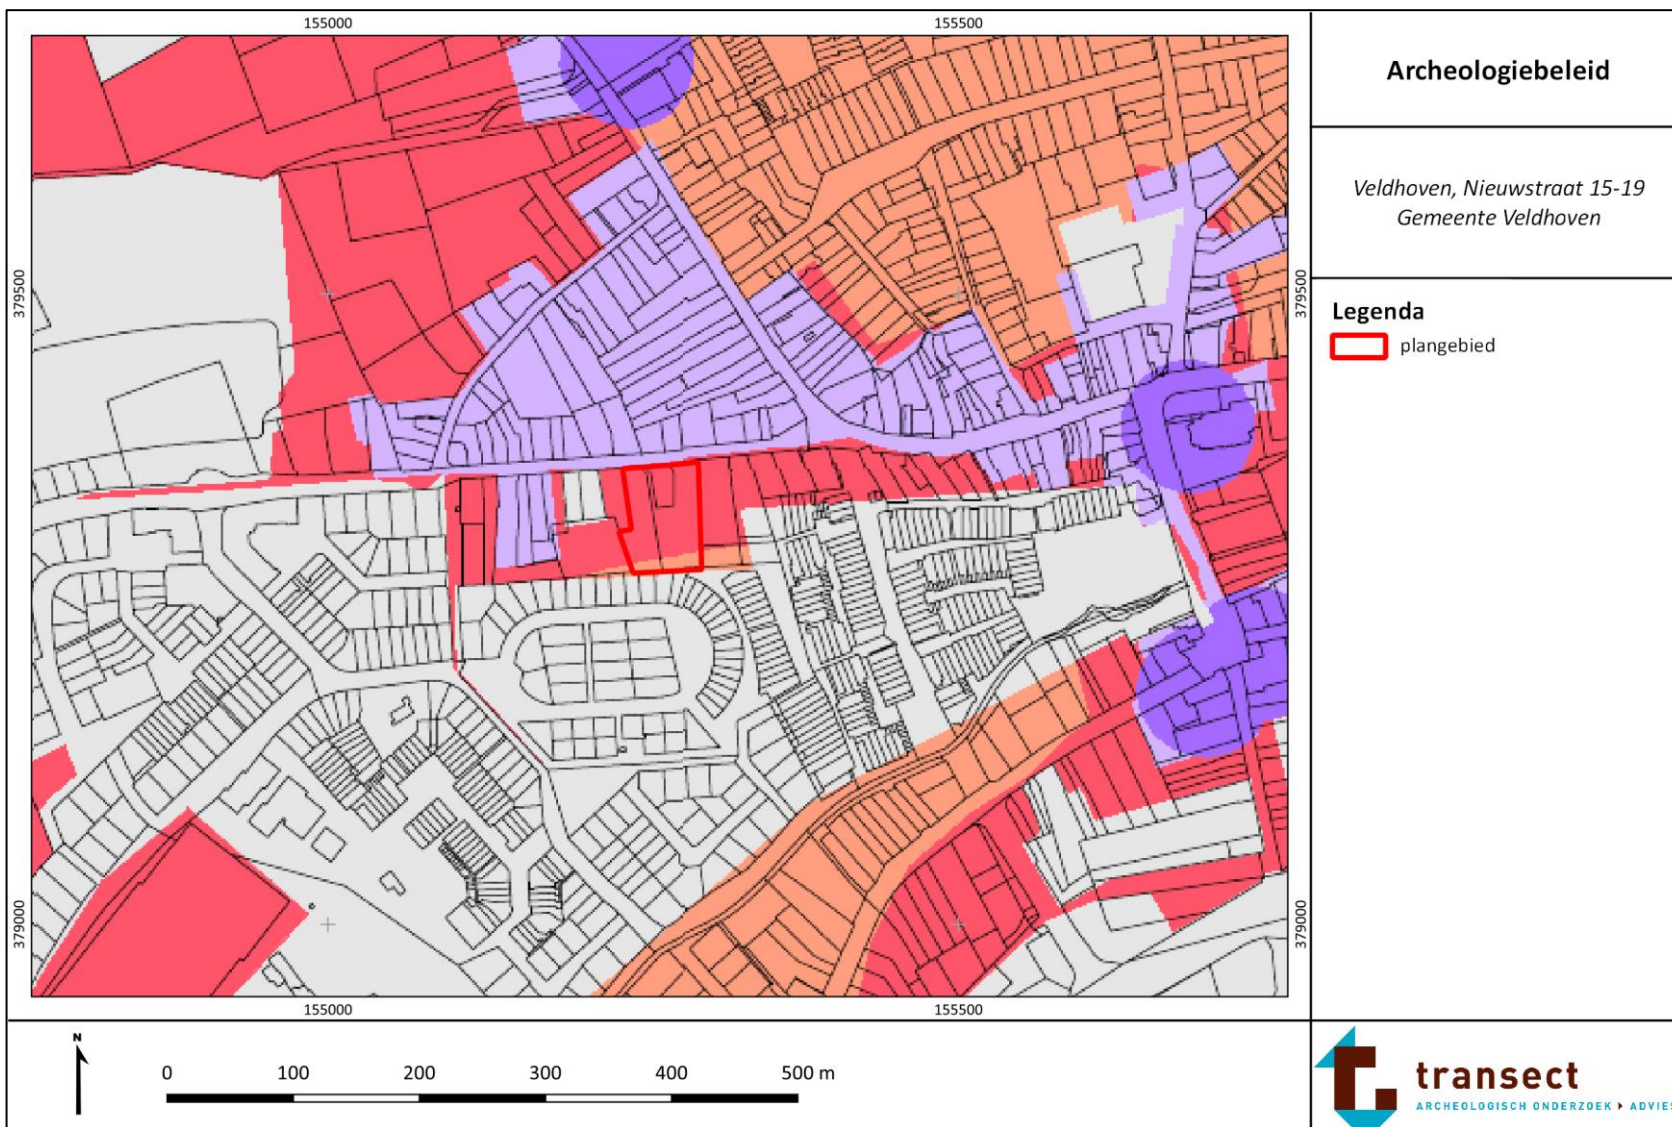 155000
155500
379500
379500
379000
379000
155000
155500
N
0 100 200 300 400 500 m
Archeologiebeleid
Veldhoven, Nieuwstraat 15-19
Gemeente Veldhoven
Legenda
plangebied
transect
ARCHEOLOGISCH ONDERZOEK ▸ ADVIES